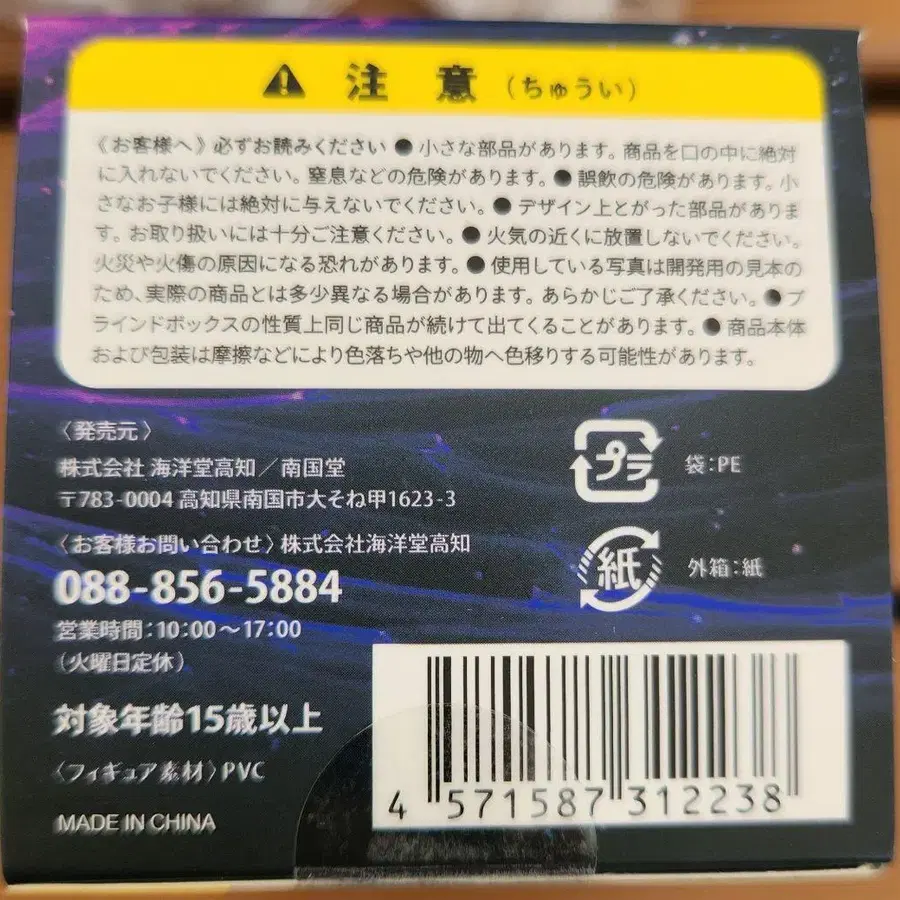 注意（ちゅうい）
《お客様へ》必ずお読みください ● 小さな部品があります。商品を口の中に絶対
に入れないでください。窒息などの危険があります。● 誤飲の危険があります。小
さなお子様には絶対に与えないでください。● デザイン上とがった部品がありま
す。お取り扱いには十分ご注意ください。● 火気の近くに放置しないでください。
火災や火傷の原因になる恐れがあります。● 使用している写真は開発用の見本の
ため、実際の商品とは多少異なる場合があります。あらかじご了承ください。● ブ
ラインドボックスの性質上同じ商品が続けて出てくることがあります。● 商品本体
および包装は摩擦などにより色落ちや他の物へ色移りする可能性があります。
〈発売元〉
株式会社 海洋堂高知／南国堂
〒783-0004 高知県南国市大そね甲1623-3
〈お客様お問い合わせ〉株式会社海洋堂高知
088-856-5884
営業時間：10：00～17：00
（火曜日定休）
対象年齢15歳以上
〈フィギュア素材〉PVC
MADE IN CHINA
プラ 袋：PE
紙 外箱：紙
4 571587 312238